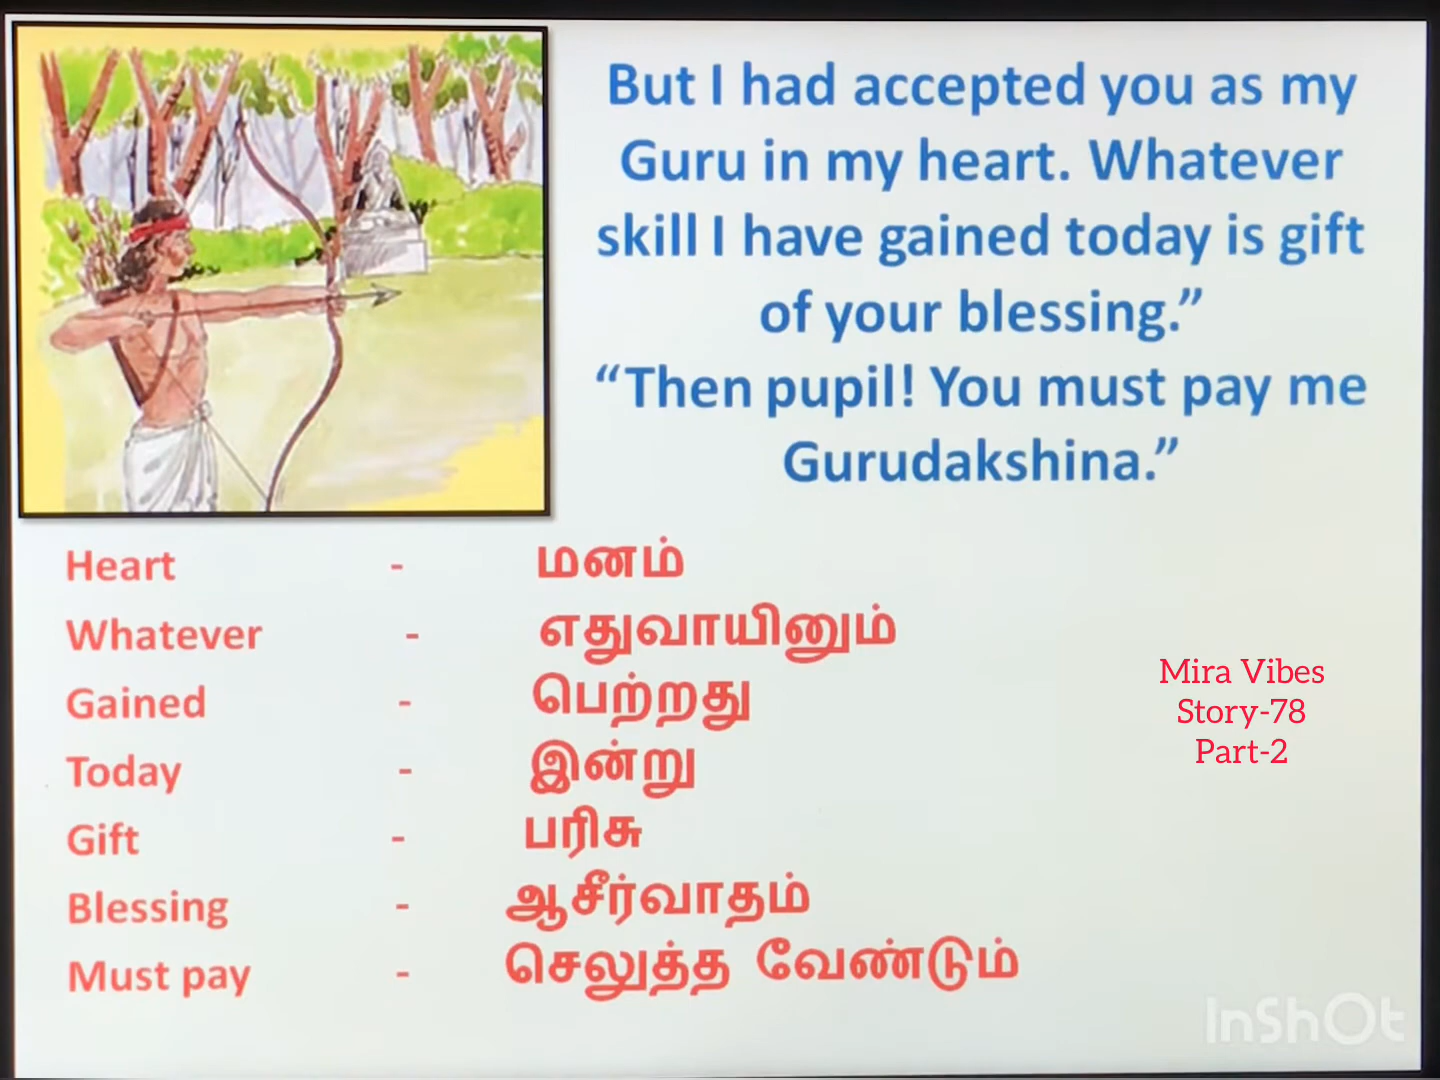 But I had accepted you as my
Guru in my heart. Whatever
skill I have gained today is gift
of your blessing.”
“Then pupil! You must pay me
Gurudakshina.”
Heart - மனம்
Whatever - எதுவாயினும்
Gained - பெற்றது
Today - இன்று
Gift - பரிசு
Blessing - ஆசீர்வாதம்
Must pay - செலுத்த வேண்டும்
Mira Vibes
Story-78
Part-2
InShOt